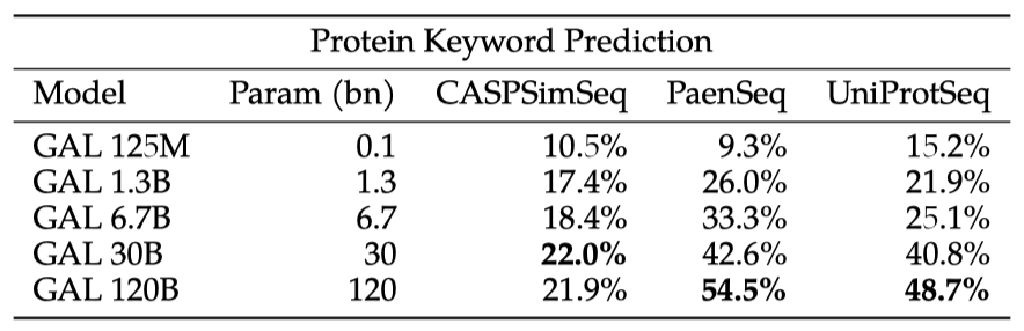 Protein Keyword Prediction
Model Param (bn) CASPSimSeq PaenSeq UniProtSeq
GAL 125M 0.1 10.5% 9.3% 15.2%
GAL 1.3B 1.3 17.4% 26.0% 21.9%
GAL 6.7B 6.7 18.4% 33.3% 25.1%
GAL 30B 30 22.0% 42.6% 40.8%
GAL 120B 120 21.9% 54.5% 48.7%